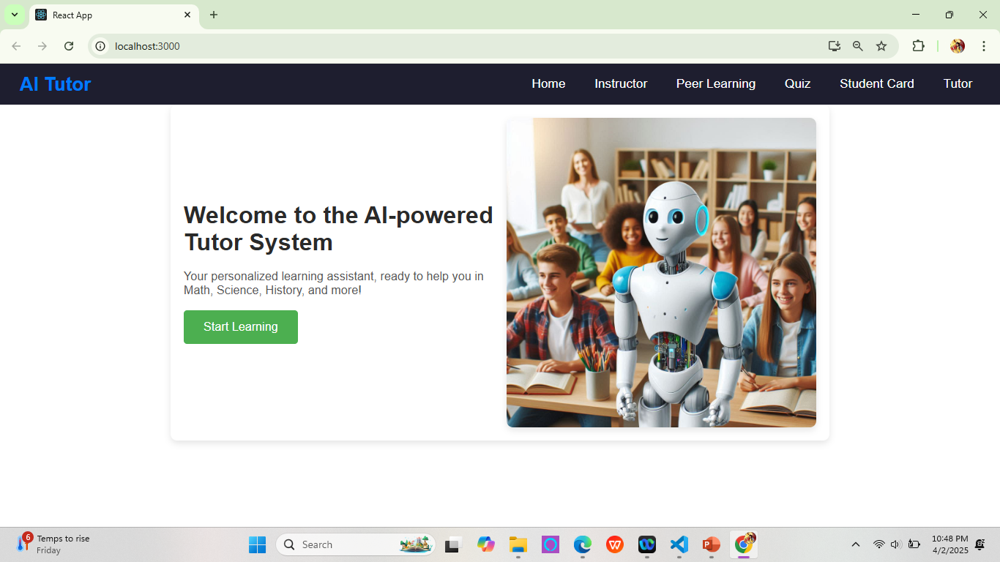 React App
localhost:3000
AI Tutor
Home
Instructor
Peer Learning
Quiz
Student Card
Tutor
Welcome to the AI-powered
Tutor System
Your personalized learning assistant, ready to help you in
Math, Science, History, and more!
Start Learning
6
Temps to rise
Friday
Search
10:48 PM
4/2/2025